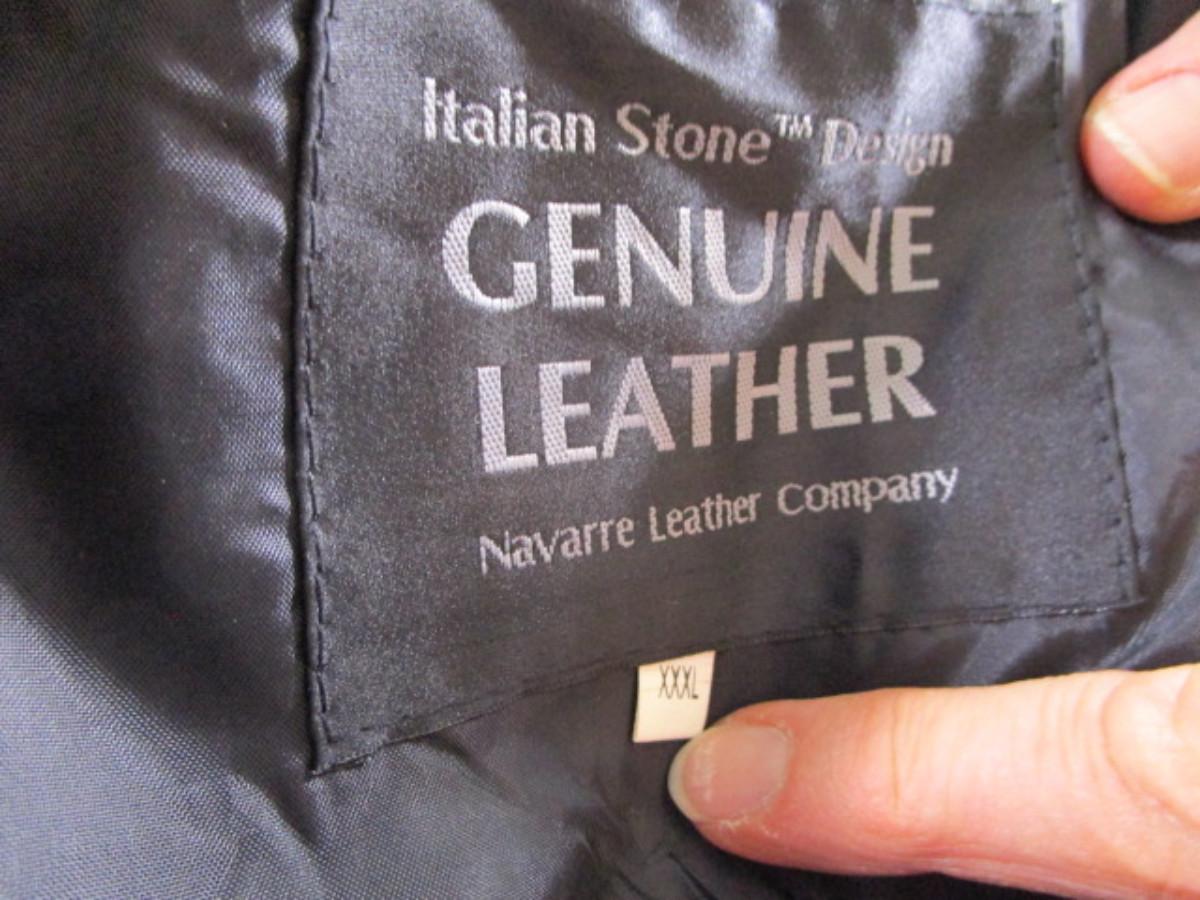 Italian Stone™ Design
GENUINE
LEATHER
Navarre Leather Company
XXXL